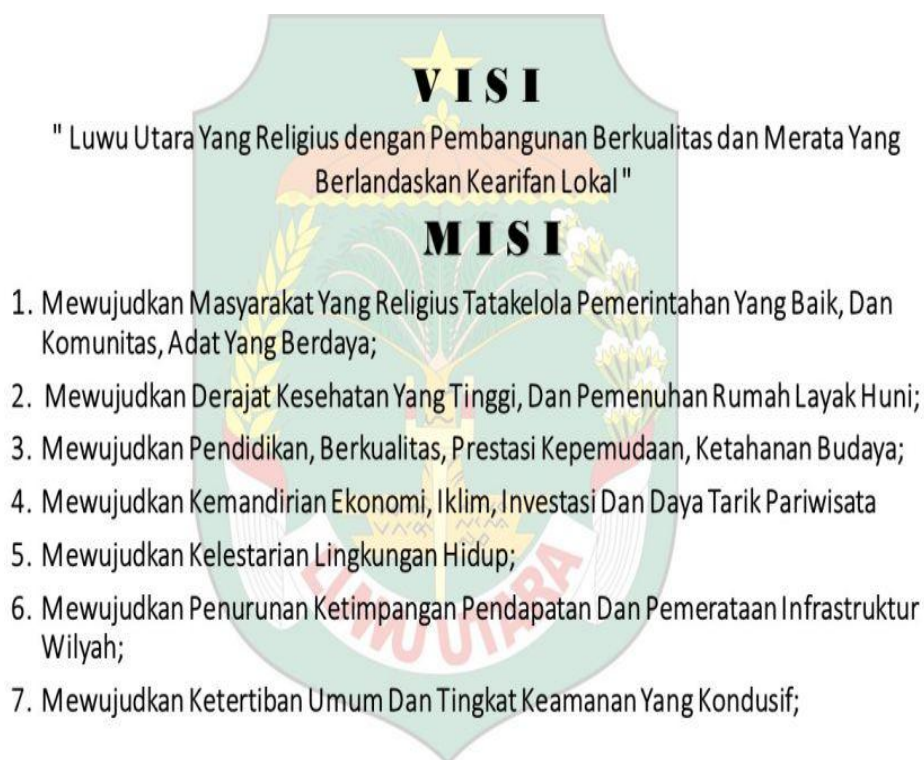 V I S I
" Luwu Utara Yang Religius dengan Pembangunan Berkualitas dan Merata Yang
Berlandaskan Kearifan Lokal "
M I S I
1. Mewujudkan Masyarakat Yang Religius Tatakelola Pemerintahan Yang Baik, Dan
Komunitas, Adat Yang Berdaya;
2. Mewujudkan Derajat Kesehatan Yang Tinggi, Dan Pemenuhan Rumah Layak Huni;
3. Mewujudkan Pendidikan, Berkualitas, Prestasi Kepemudaan, Ketahanan Budaya;
4. Mewujudkan Kemandirian Ekonomi, Iklim, Investasi Dan Daya Tarik Pariwisata
5. Mewujudkan Kelestarian Lingkungan Hidup;
6. Mewujudkan Penurunan Ketimpangan Pendapatan Dan Pemerataan Infrastruktur
Wilyah;
7. Mewujudkan Ketertiban Umum Dan Tingkat Keamanan Yang Kondusif;
LUWU UTARA